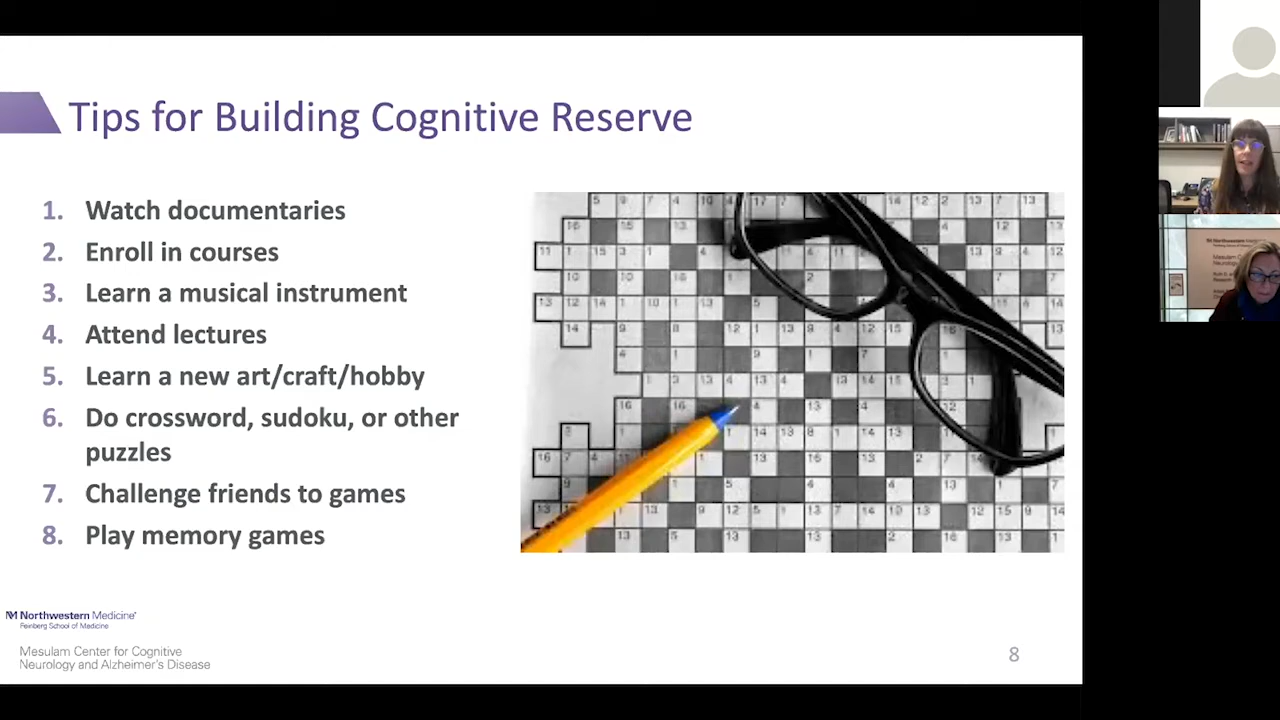 Tips for Building Cognitive Reserve
1. Watch documentaries
2. Enroll in courses
3. Learn a musical instrument
4. Attend lectures
5. Learn a new art/craft/hobby
6. Do crossword, sudoku, or other
puzzles
7. Challenge friends to games
8. Play memory games
Northwestern Medicine®
Feinberg School of Medicine
Mesulam Center for Cognitive
Neurology and Alzheimer's Disease
8